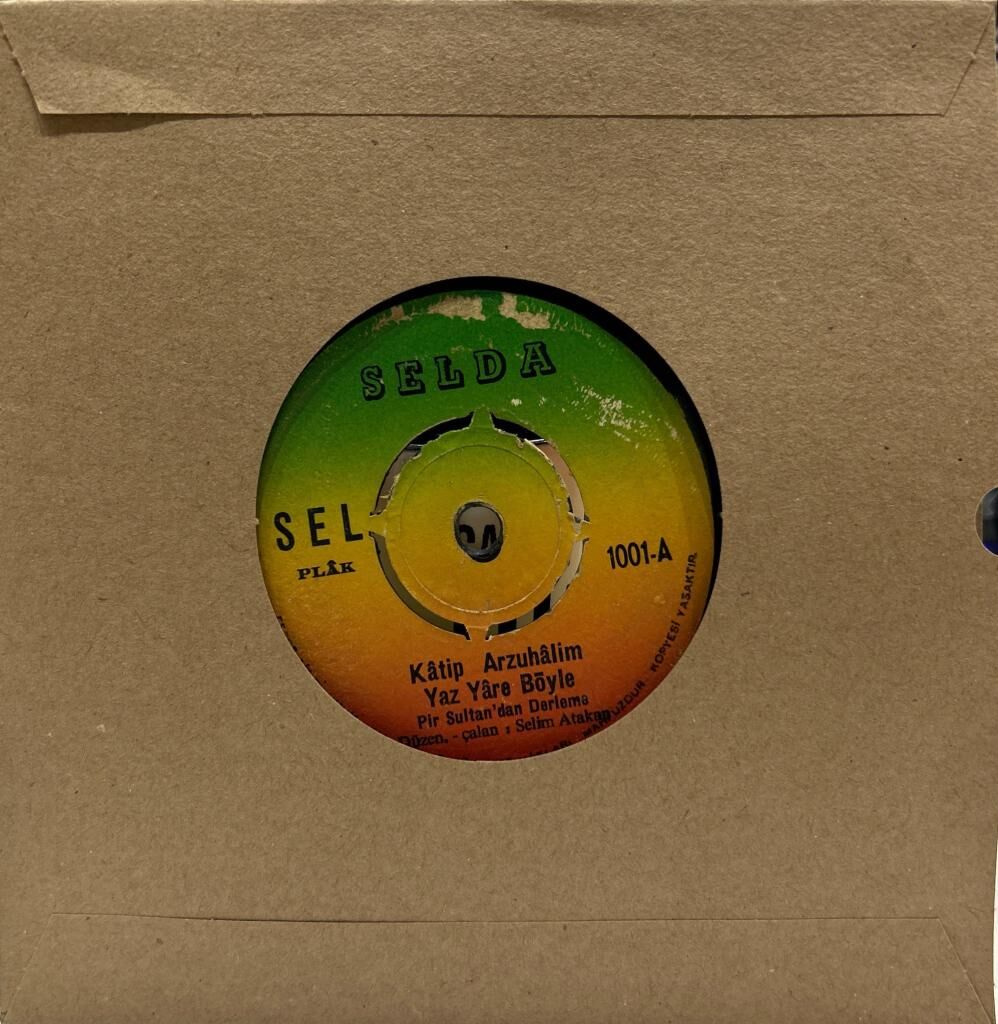 SELDA
SEL
PLÂK
1001-A
Kâtip Arzuhâlim
Yaz Yâre Böyle
Pir Sultan'dan Derleme
Düzen. - çalan : Selim Atakan
MAHFUZDUR - KOPYESİ YASAKTIR.